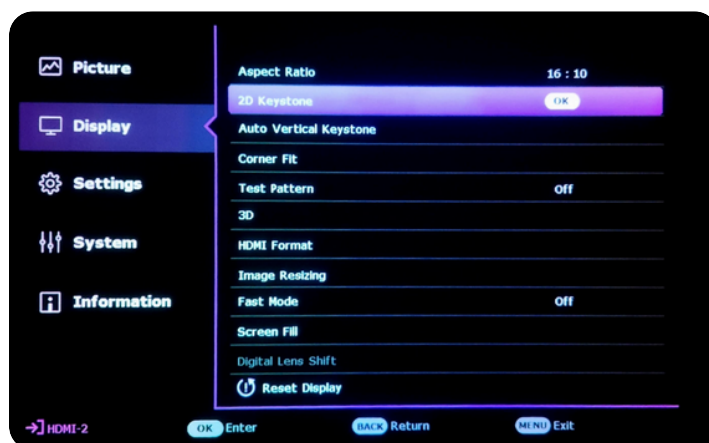 Picture
Display
Settings
System
Information
Aspect Ratio 16 : 10
2D Keystone OK
Auto Vertical Keystone
Corner Fit
Test Pattern Off
3D
HDMI Format
Image Resizing
Fast Mode Off
Screen Fill
Digital Lens Shift
Reset Display
HDMI-2 OK Enter BACK Return MENU Exit